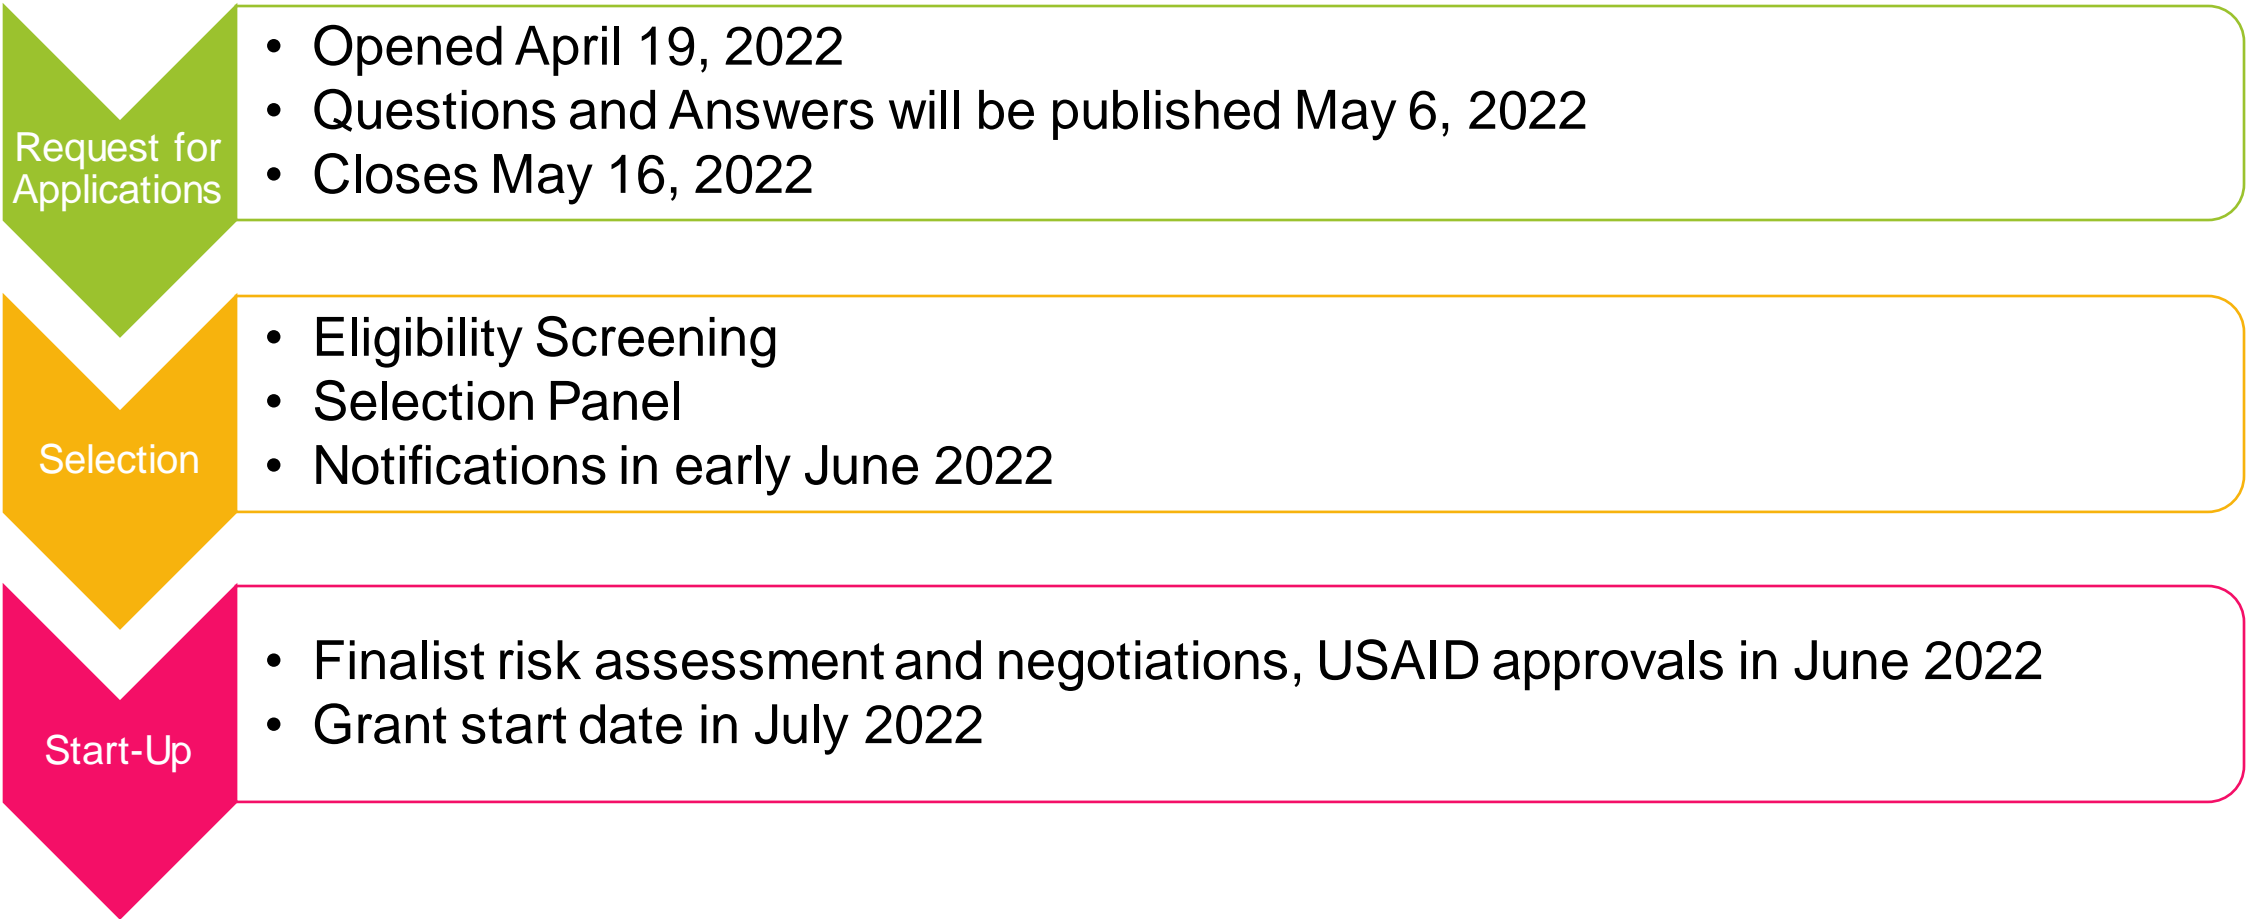 Request for
Applications
• Opened April 19, 2022
• Questions and Answers will be published May 6, 2022
• Closes May 16, 2022
Selection
• Eligibility Screening
• Selection Panel
• Notifications in early June 2022
Start-Up
• Finalist risk assessment and negotiations, USAID approvals in June 2022
• Grant start date in July 2022